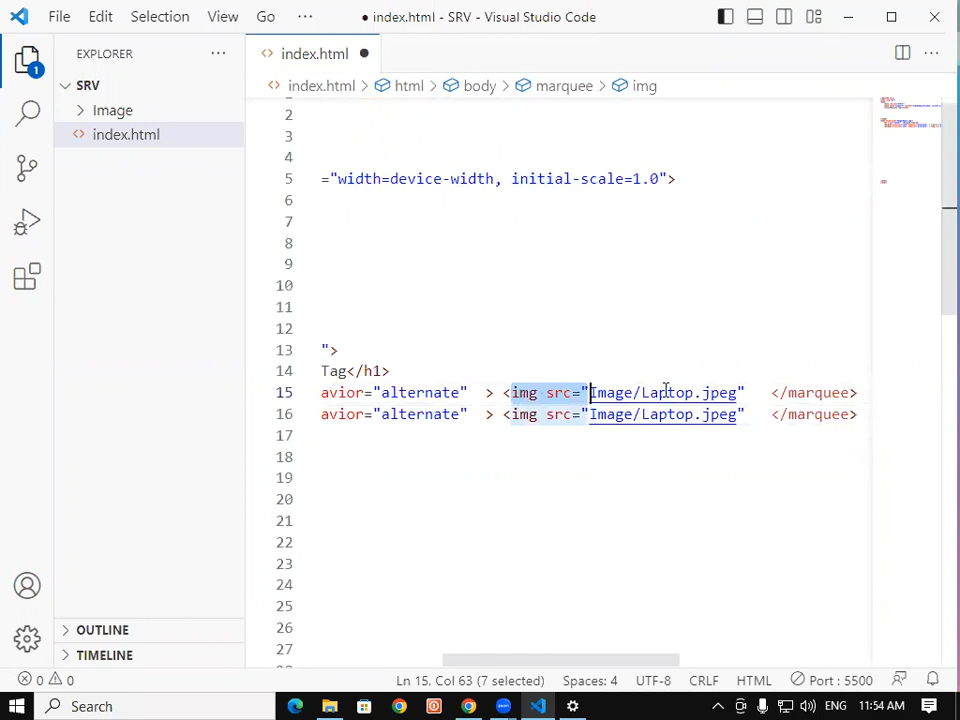 File Edit Selection View Go ··· ● index.html - SRV - Visual Studio Code
EXPLORER ···
index.html ●
SRV
Image
index.html
index.html > html > body > marquee > img
2
3
4
5 ="width=device-width, initial-scale=1.0">
6
7
8
9
10
11
12
13 ">
14 Tag</h1>
15 avior="alternate"  > <img src="Image/Laptop.jpeg"   </marquee>
16 avior="alternate"  > <img src="Image/Laptop.jpeg"   </marquee>
17
18
19
20
21
22
23
24
25
26
27
OUTLINE
TIMELINE
1
0 0 Ln 15, Col 63 (7 selected) Spaces: 4 UTF-8 CRLF HTML Port : 5500
Search ENG 11:54 AM